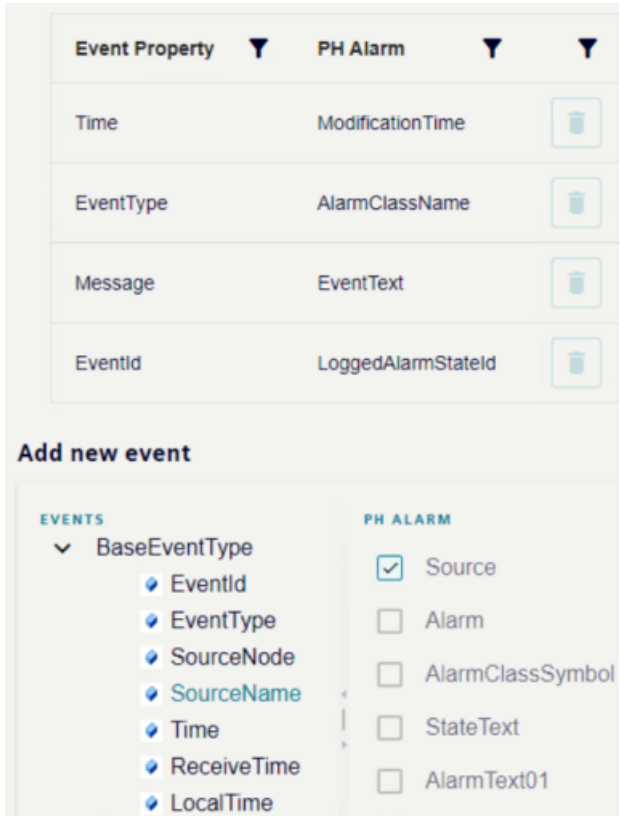 Event Property PH Alarm
Time ModificationTime
EventType AlarmClassName
Message EventText
EventId LoggedAlarmStateId
Add new event
EVENTS
BaseEventType
EventId
EventType
SourceNode
SourceName
Time
ReceiveTime
LocalTime
PH ALARM
Source
Alarm
AlarmClassSymbol
StateText
AlarmText01